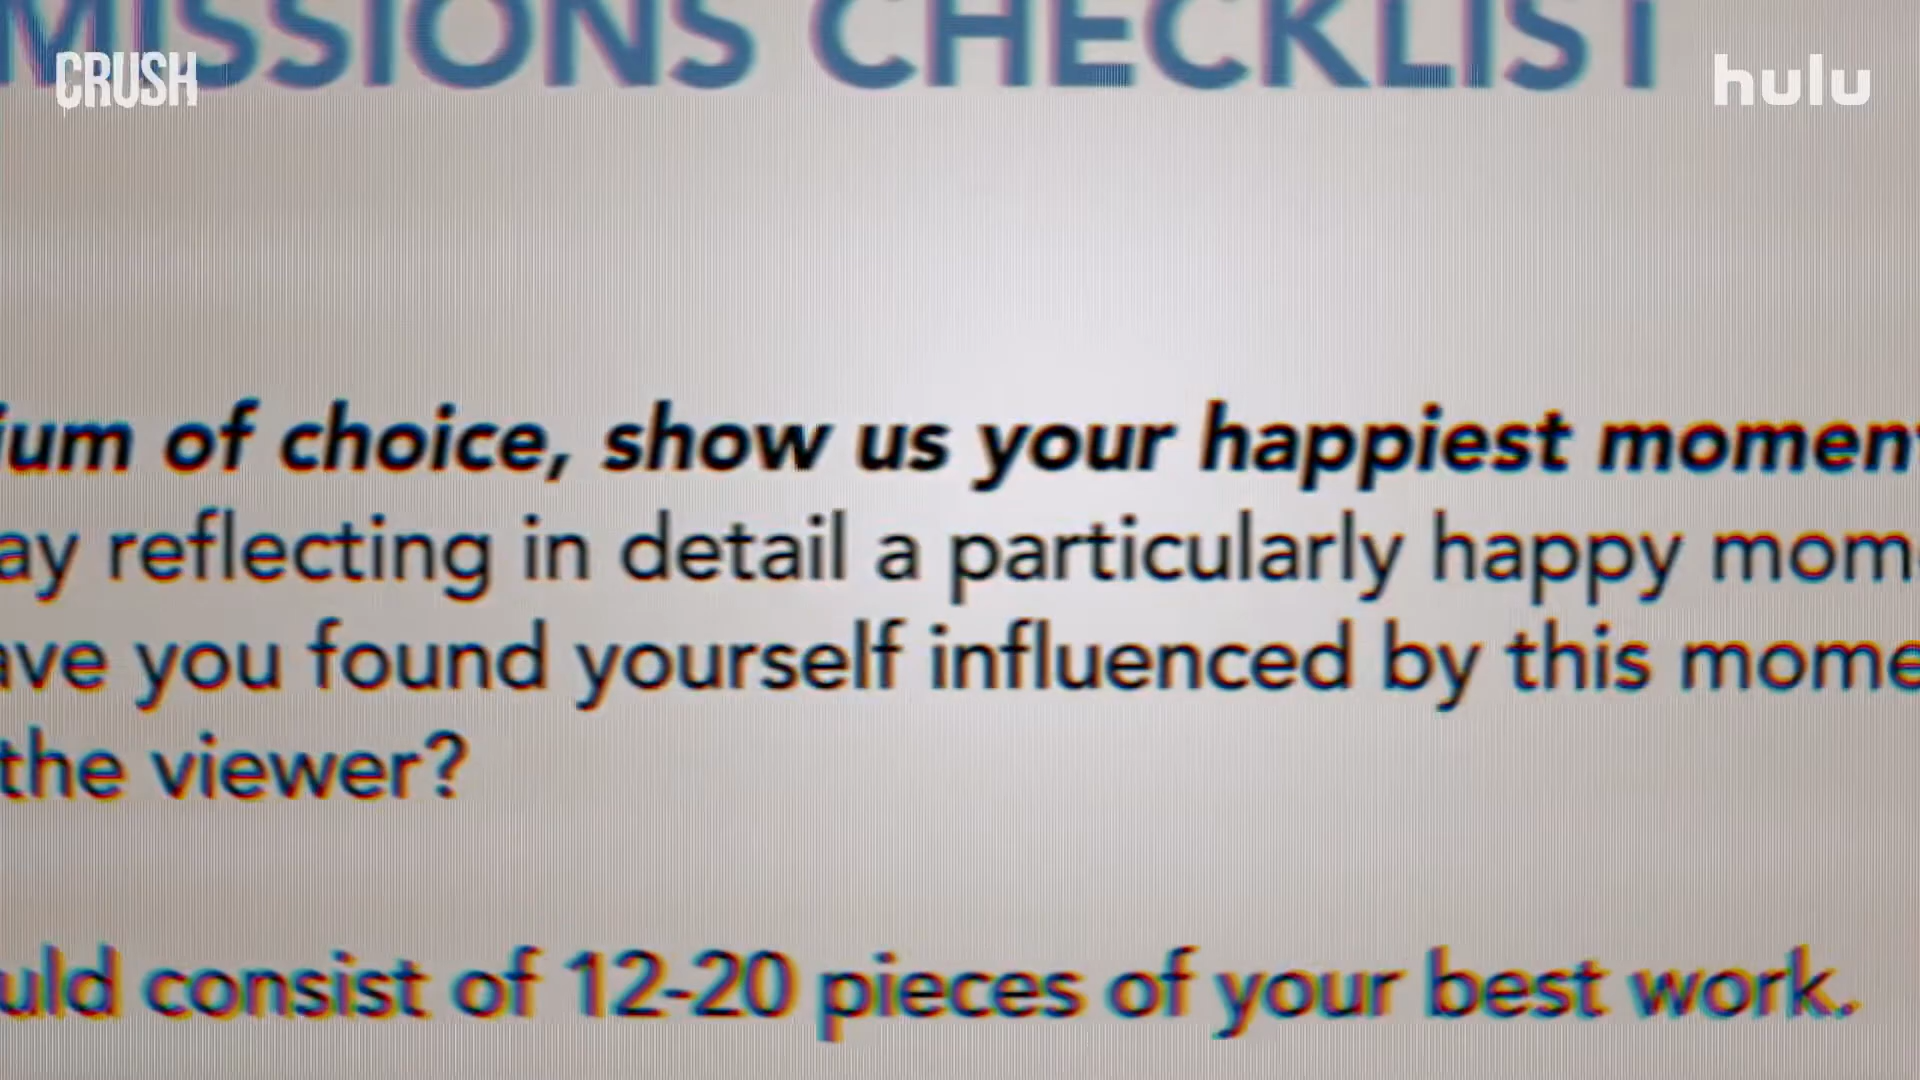 MISSIONS CHECKLIST
CRUSH
hulu
ium of choice, show us your happiest moment
ay reflecting in detail a particularly happy mom
ave you found yourself influenced by this mome
the viewer?
uld consist of 12-20 pieces of your best work.